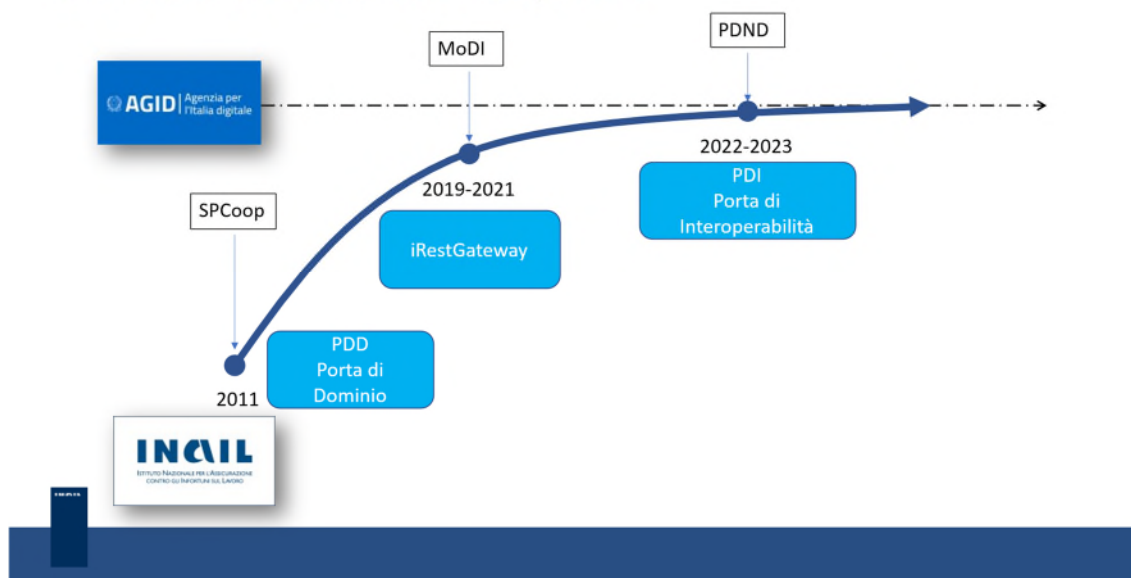 PDND
MoDI
AGID Agenzia per
l'Italia digitale
2022-2023
PDI
Porta di
Interoperabilità
2019-2021
iRestGateway
SPCoop
PDD
Porta di
Dominio
2011
INAIL
ISTITUTO NAZIONALE PER L'ASSICURAZIONE
CONTRO GLI INFORTUNI SUL LAVORO
INAIL